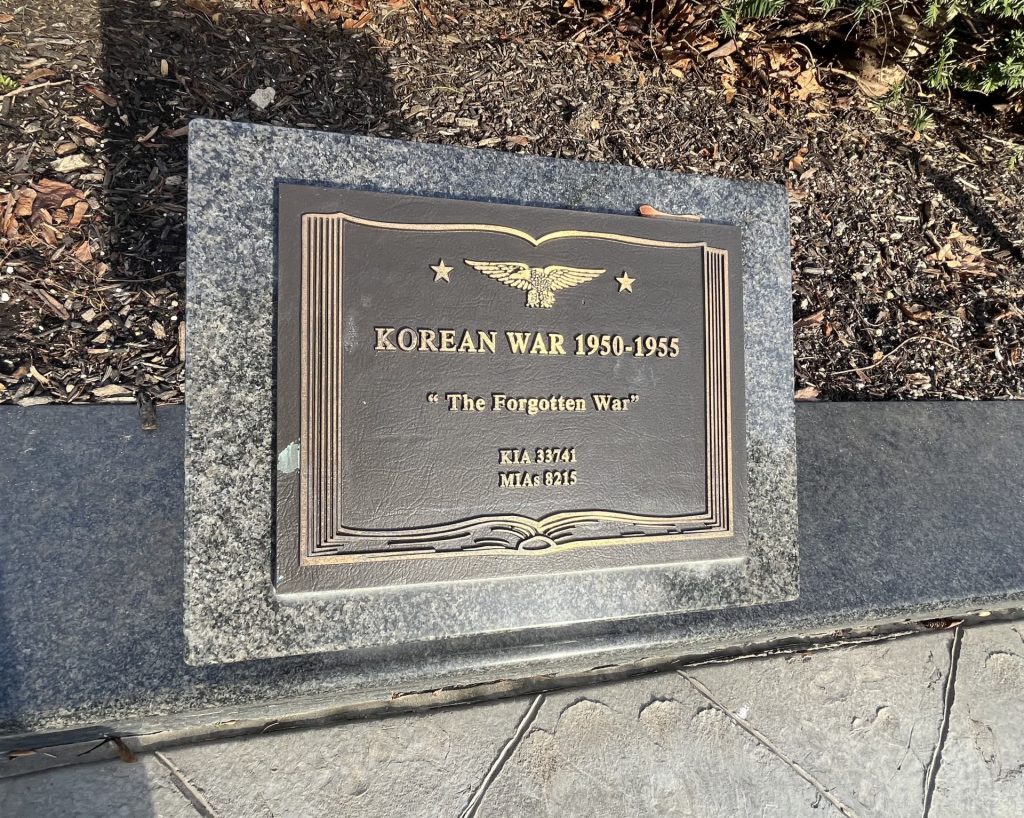 KOREAN WAR 1950-1955
“ The Forgotten War”
KIA 33741
MIAs 8215